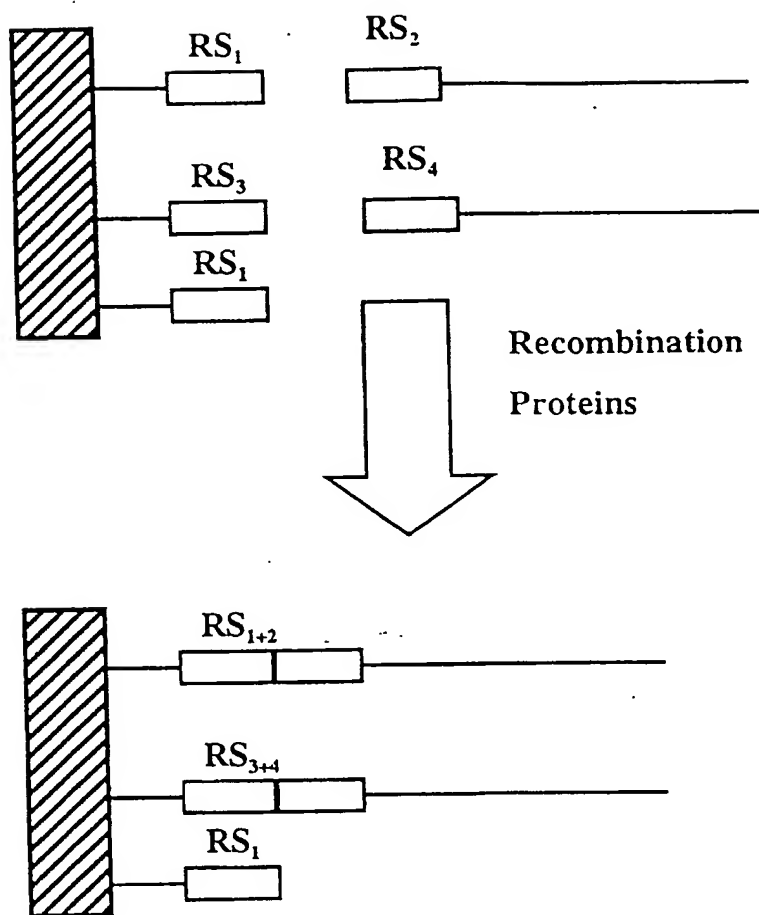 RS₁ RS₂
RS₃ RS₄
RS₁
Recombination
Proteins
RS₁₊₂
RS₃₊₄
RS₁